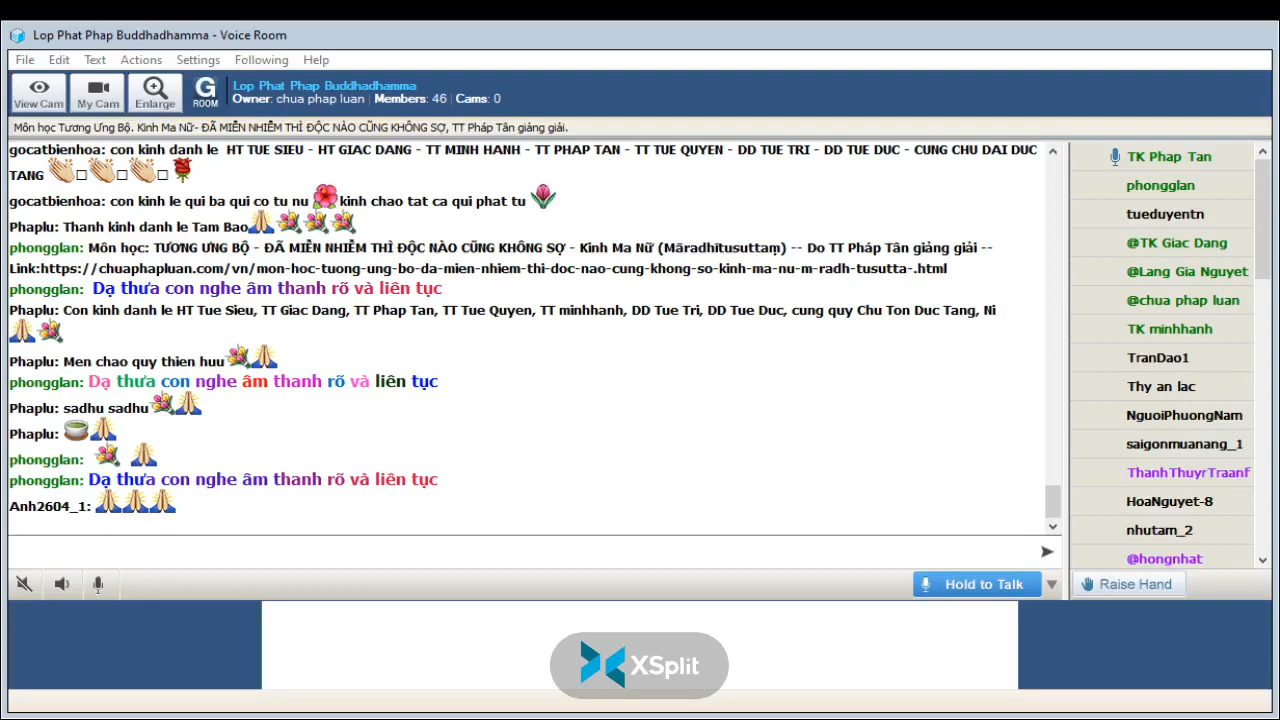 Lop Phat Phap Buddhadhamma - Voice Room
File Edit Text Actions Settings Following Help
View Cam My Cam Enlarge G ROOM
Lop Phat Phap Buddhadhamma
Owner: chua phap luan | Members: 46 | Cams: 0
Môn học Tương Ưng Bộ. Kinh Ma Nữ- ĐÃ MIỄN NHIỄM THÌ ĐỘC NÀO CŨNG KHÔNG SỢ, TT Pháp Tân giảng giải.
gocatbienhoa: con kinh danh le HT TUE SIEU - HT GIAC DANG - TT MINH HANH - TT PHAP TAN - TT TUE QUYEN - DD TUE TRI - DD TUE DUC - CUNG CHU DAI DUC
TANG 👏□👏□👏□🌹
gocatbienhoa: con kinh le qui ba qui co tu nu 🌺 kinh chao tat ca qui phat tu 🌷
Phaplu: Thanh kinh danh le Tam Bao🙏💐💐💐
phongglan: Môn học: TƯƠNG ƯNG BỘ - ĐÃ MIỄN NHIỄM THÌ ĐỘC NÀO CŨNG KHÔNG SỢ - Kinh Ma Nữ (Māradhītusuttaṃ) -- Do TT Pháp Tân giảng giải --
Link:https://chuaphapluan.com/vn/mon-hoc-tuong-ung-bo-da-mien-nhiem-thi-doc-nao-cung-khong-so-kinh-ma-nu-m-radh-tusutta-.html
phongglan: Dạ thưa con nghe âm thanh rõ và liên tục
Phaplu: Con kinh danh le HT Tue Sieu, TT Giac Dang, TT Phap Tan, TT Tue Quyen, TT minhhanh, DD Tue Tri, DD Tue Duc, cung quy Chu Ton Duc Tang, Ni
🙏💐
Phaplu: Men chao quy thien huu💐🙏
phongglan: Dạ thưa con nghe âm thanh rõ và liên tục
Phaplu: sadhu sadhu 💐🙏
Phaplu: 🍵🙏
phongglan: 💐 🙏
phongglan: Dạ thưa con nghe âm thanh rõ và liên tục
Anh2604_1: 🙏🙏🙏
TK Phap Tan
phongglan
tueduyentn
@TK Giac Dang
@Lang Gia Nguyet
@chua phap luan
TK minhhanh
TranDao1
Thy an lac
NguoiPhuongNam
saigonmuanang_1
ThanhThuyrTraanf
HoaNguyet-8
nhutam_2
@hongnhat
Hold to Talk
Raise Hand
XSplit